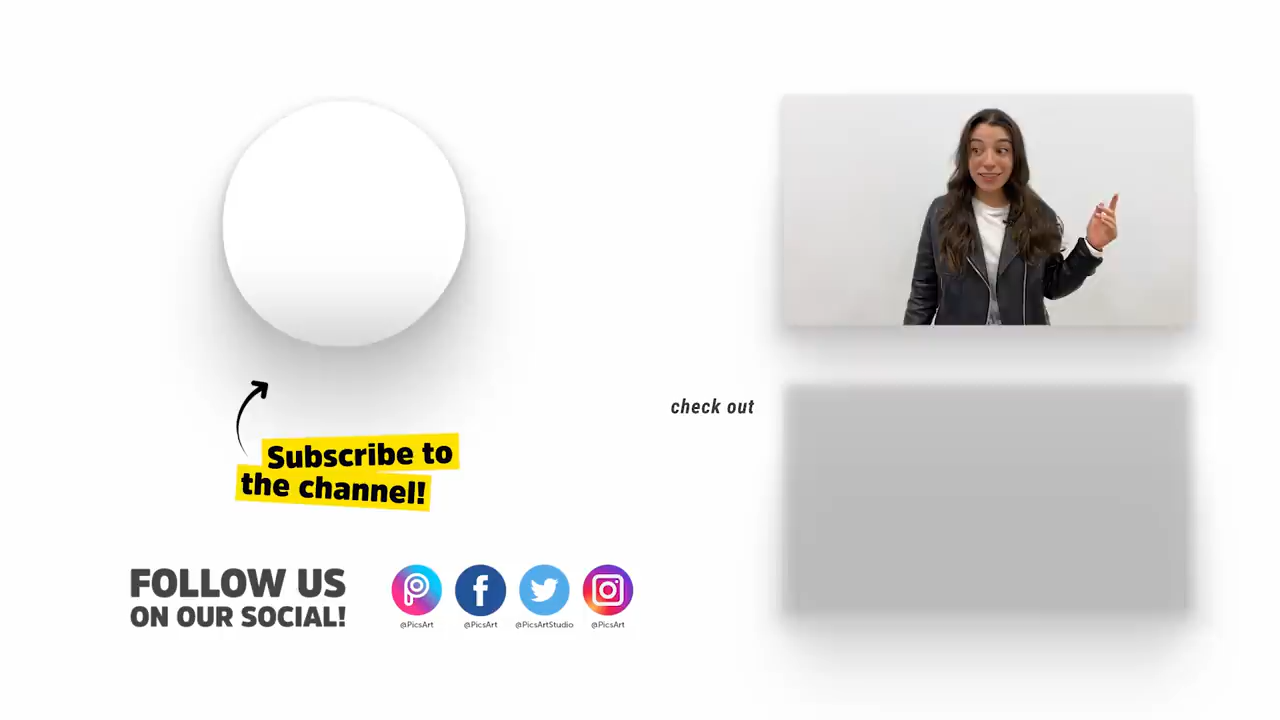 check out
Subscribe to
the channel!
FOLLOW US
ON OUR SOCIAL!
@PicsArt
@PicsArt
@PicsArtStudio
@PicsArt